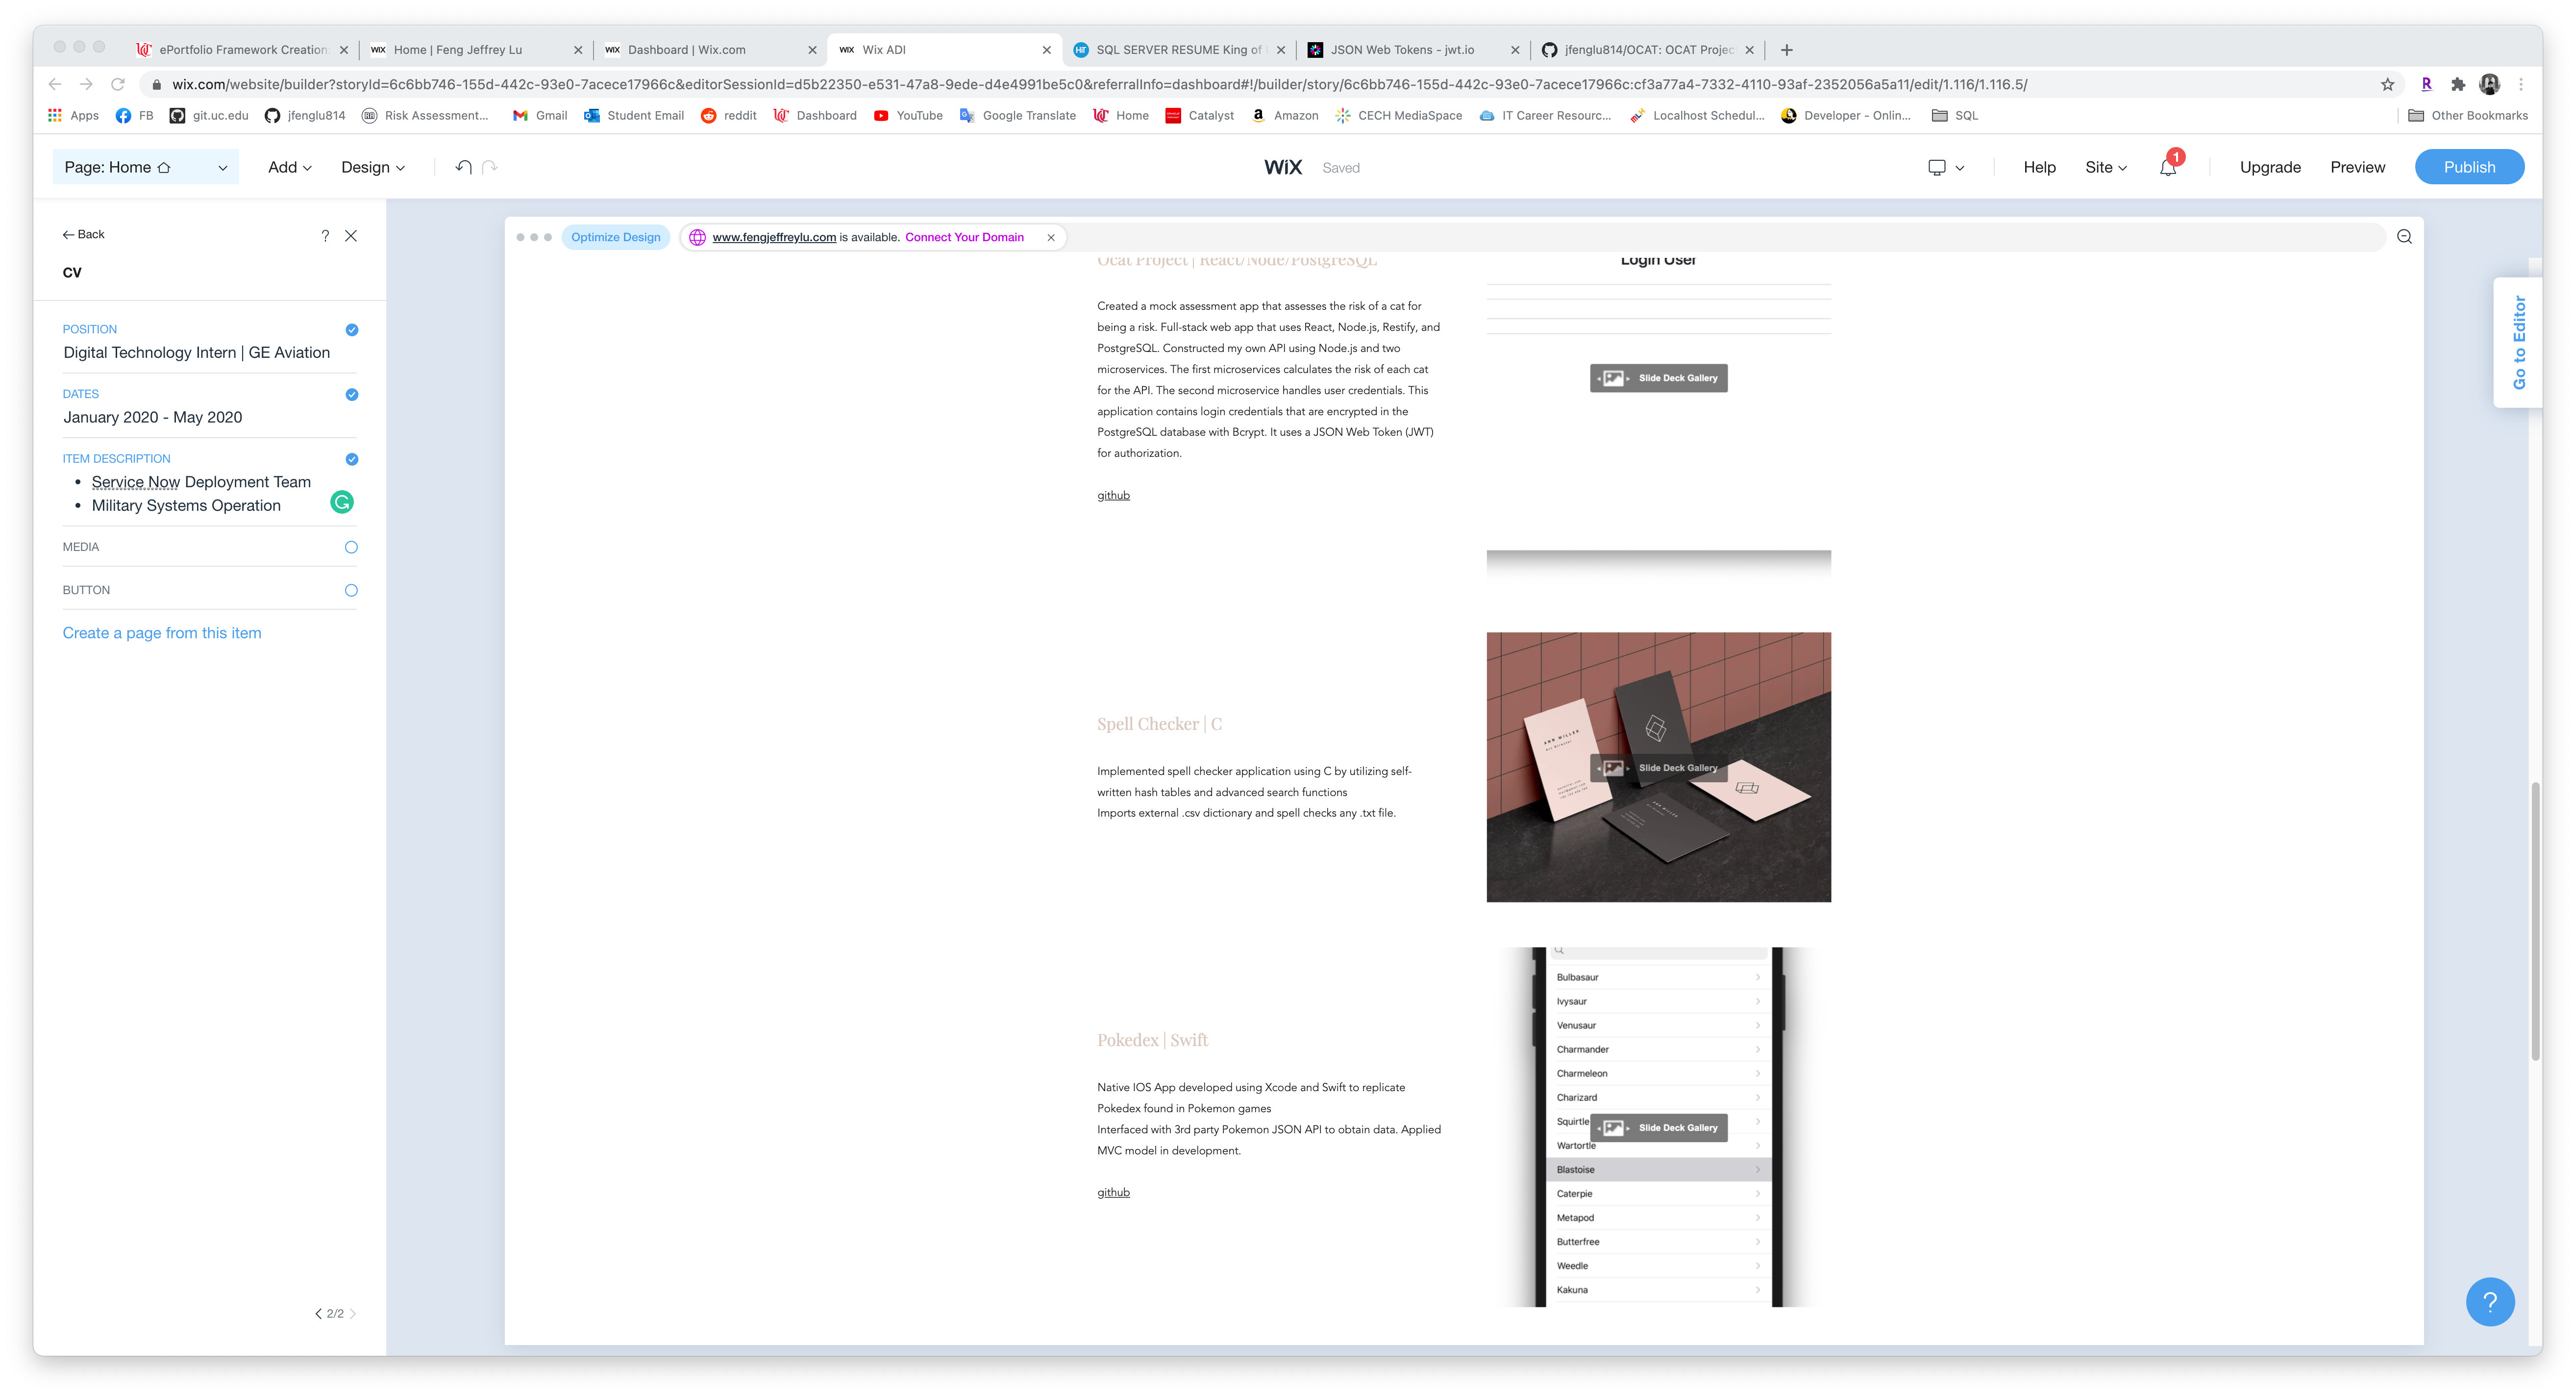 ePortfolio Framework Creation:
WIX Home | Feng Jeffrey Lu
WIX Dashboard | Wix.com
WIX Wix ADI
HR SQL SERVER RESUME King of
JSON Web Tokens - jwt.io
jfenglu814/OCAT: OCAT Projec
wix.com/website/builder?storyId=6c6bb746-155d-442c-93e0-7acece17966c&editorSessionId=d5b22350-e531-47a8-9ede-d4e4991be5c0&referralInfo=dashboard#!/builder/story/6c6bb746-155d-442c-93e0-7acece17966c:cf3a77a4-7332-4110-93af-2352056a5a11/edit/1.116/1.116.5/
R
Apps
FB
git.uc.edu
jfenglu814
Risk Assessment...
Gmail
Student Email
reddit
Dashboard
YouTube
Google Translate
Home
Catalyst
Amazon
CECH MediaSpace
IT Career Resourc...
Localhost Schedul...
Developer - Onlin...
SQL
Other Bookmarks
Page: Home
Add
Design
WiX
Saved
Help
Site
1
Upgrade
Preview
Publish
Back
?
CV
POSITION
Digital Technology Intern | GE Aviation
DATES
January 2020 - May 2020
ITEM DESCRIPTION
• Service Now Deployment Team
• Military Systems Operation
MEDIA
BUTTON
Create a page from this item
2/2
Optimize Design
www.fengjeffreylu.com is available. Connect Your Domain
Go to Editor
Ocat Project | React/Node/PostgreSQL
Created a mock assessment app that assesses the risk of a cat for
being a risk. Full-stack web app that uses React, Node.js, Restify, and
PostgreSQL. Constructed my own API using Node.js and two
microservices. The first microservices calculates the risk of each cat
for the API. The second microservice handles user credentials. This
application contains login credentials that are encrypted in the
PostgreSQL database with Bcrypt. It uses a JSON Web Token (JWT)
for authorization.
github
Login User
Slide Deck Gallery
Spell Checker | C
Implemented spell checker application using C by utilizing self-
written hash tables and advanced search functions
Imports external .csv dictionary and spell checks any .txt file.
ANN MILLER
Art Director
Slide Deck Gallery
Pokedex | Swift
Native IOS App developed using Xcode and Swift to replicate
Pokedex found in Pokemon games
Interfaced with 3rd party Pokemon JSON API to obtain data. Applied
MVC model in development.
github
Bulbasaur
Ivysaur
Venusaur
Charmander
Charmeleon
Charizard
Squirtle
Slide Deck Gallery
Wartortle
Blastoise
Caterpie
Metapod
Butterfree
Weedle
Kakuna
?